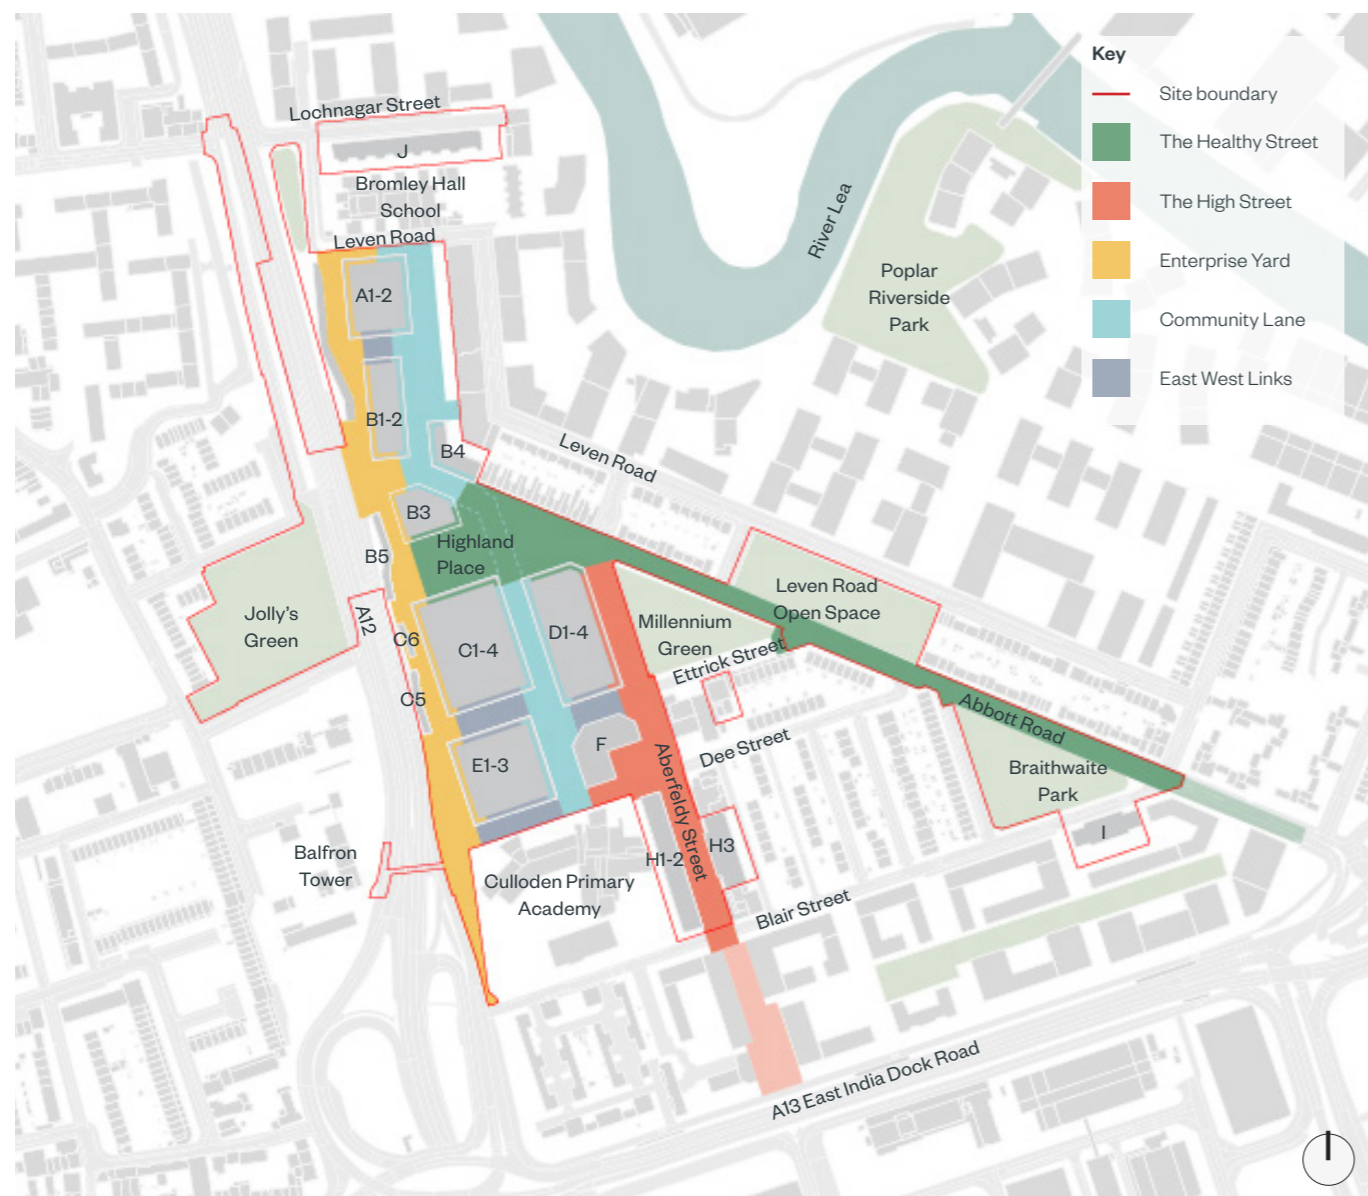 Key
Site boundary
The Healthy Street
The High Street
Enterprise Yard
Community Lane
East West Links
Lochnagar Street
J
Bromley Hall
School
Leven Road
River Lea
Poplar
Riverside
Park
A1-2
B1-2
B4
Leven Road
B3
Highland
Place
B5
Jolly's
Green
A12
C6
C1-4
D1-4
Millennium
Green
Leven Road
Open Space
Ettrick Street
C5
Dee Street
Abbott Road
E1-3
F
Aberfeldy Street
Braithwaite
Park
I
Balfron
Tower
Culloden Primary
Academy
H1-2
H3
Blair Street
A13 East India Dock Road